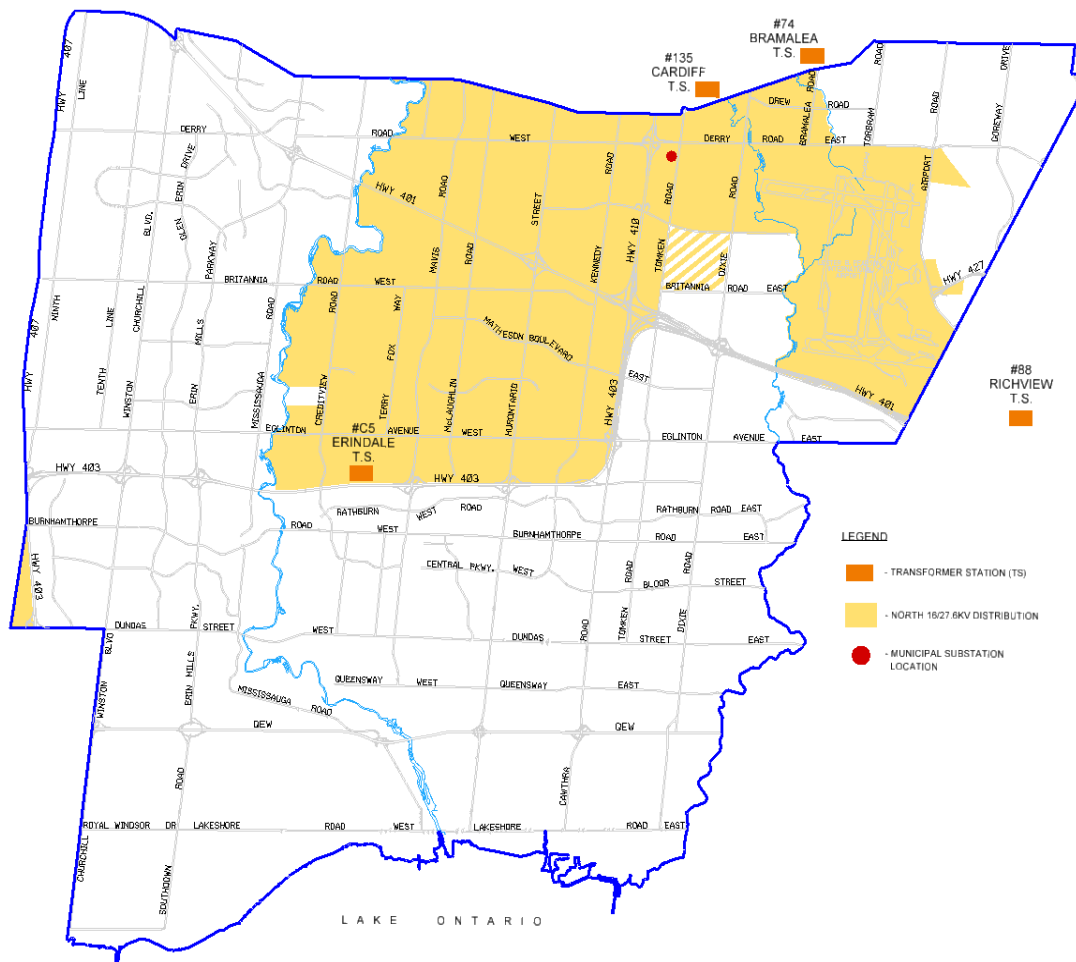 #74
BRAMALEA
T.S.
#135
CARDIFF
T.S.
HWY 407
LINE
ROAD
DRIVE
ROAD
DREW ROAD
BRAMALEA
ROAD
TORBRAM
GOREWAY
DERRY
ROAD
WEST
DERRY
ROAD
EAST
DRIVE
ERIN
GLEN
BLVD.
PARKWAY
HWY 401
ROAD
STREET
ROAD
HWY 410
ROAD
ROAD
AIRPORT
MAVIS
ROAD
KENNEDY
TOMKEN
DIXIE
HWY 427
BRITANNIA
ROAD
WEST
BRITANNIA
ROAD
EAST
NINTH
LINE
CHURCHILL
MILLS
ROAD
ROAD
WAY
MATHESON BOULEVARD
EAST
HWY 407
TENTH
WINSTON
ERIN
MISSISSAUGA
CREDITVIEW
FOX
TERRY
McLAUGHLIN
HURONTARIO
HWY 403
HWY 401
#88
RICHVIEW
T.S.
#C5
ERINDALE
T.S.
EGLINTON
AVENUE
WEST
EGLINTON
AVENUE
EAST
HWY 403
HWY 403
RATHBURN
WEST
ROAD
RATHBURN ROAD EAST
BURNHAMTHORPE
ROAD
WEST
BURNHAMTHORPE
ROAD
EAST
LEGEND
HWY 403
CENTRAL PKWY. WEST
ROAD
ROAD
BLOOR
STREET
- TRANSFORMER STATION (TS)
- NORTH 16/27.6KV DISTRIBUTION
DUNDAS
STREET
WEST
DUNDAS
STREET
EAST
BLVD
PKWY.
ROAD
TOMKEN
DIXIE
- MUNICIPAL SUBSTATION
LOCATION
WINSTON
ERIN MILLS
MISSISSAUGA
ROAD
QUEENSWAY
WEST
QUEENSWAY
EAST
QEW
QEW
ROAD
CAWTHRA
ROYAL WINDSOR DR
LAKESHORE
ROAD
WEST
LAKESHORE
ROAD
EAST
CHURCHILL
SOUTHDOWN
LAKE ONTARIO